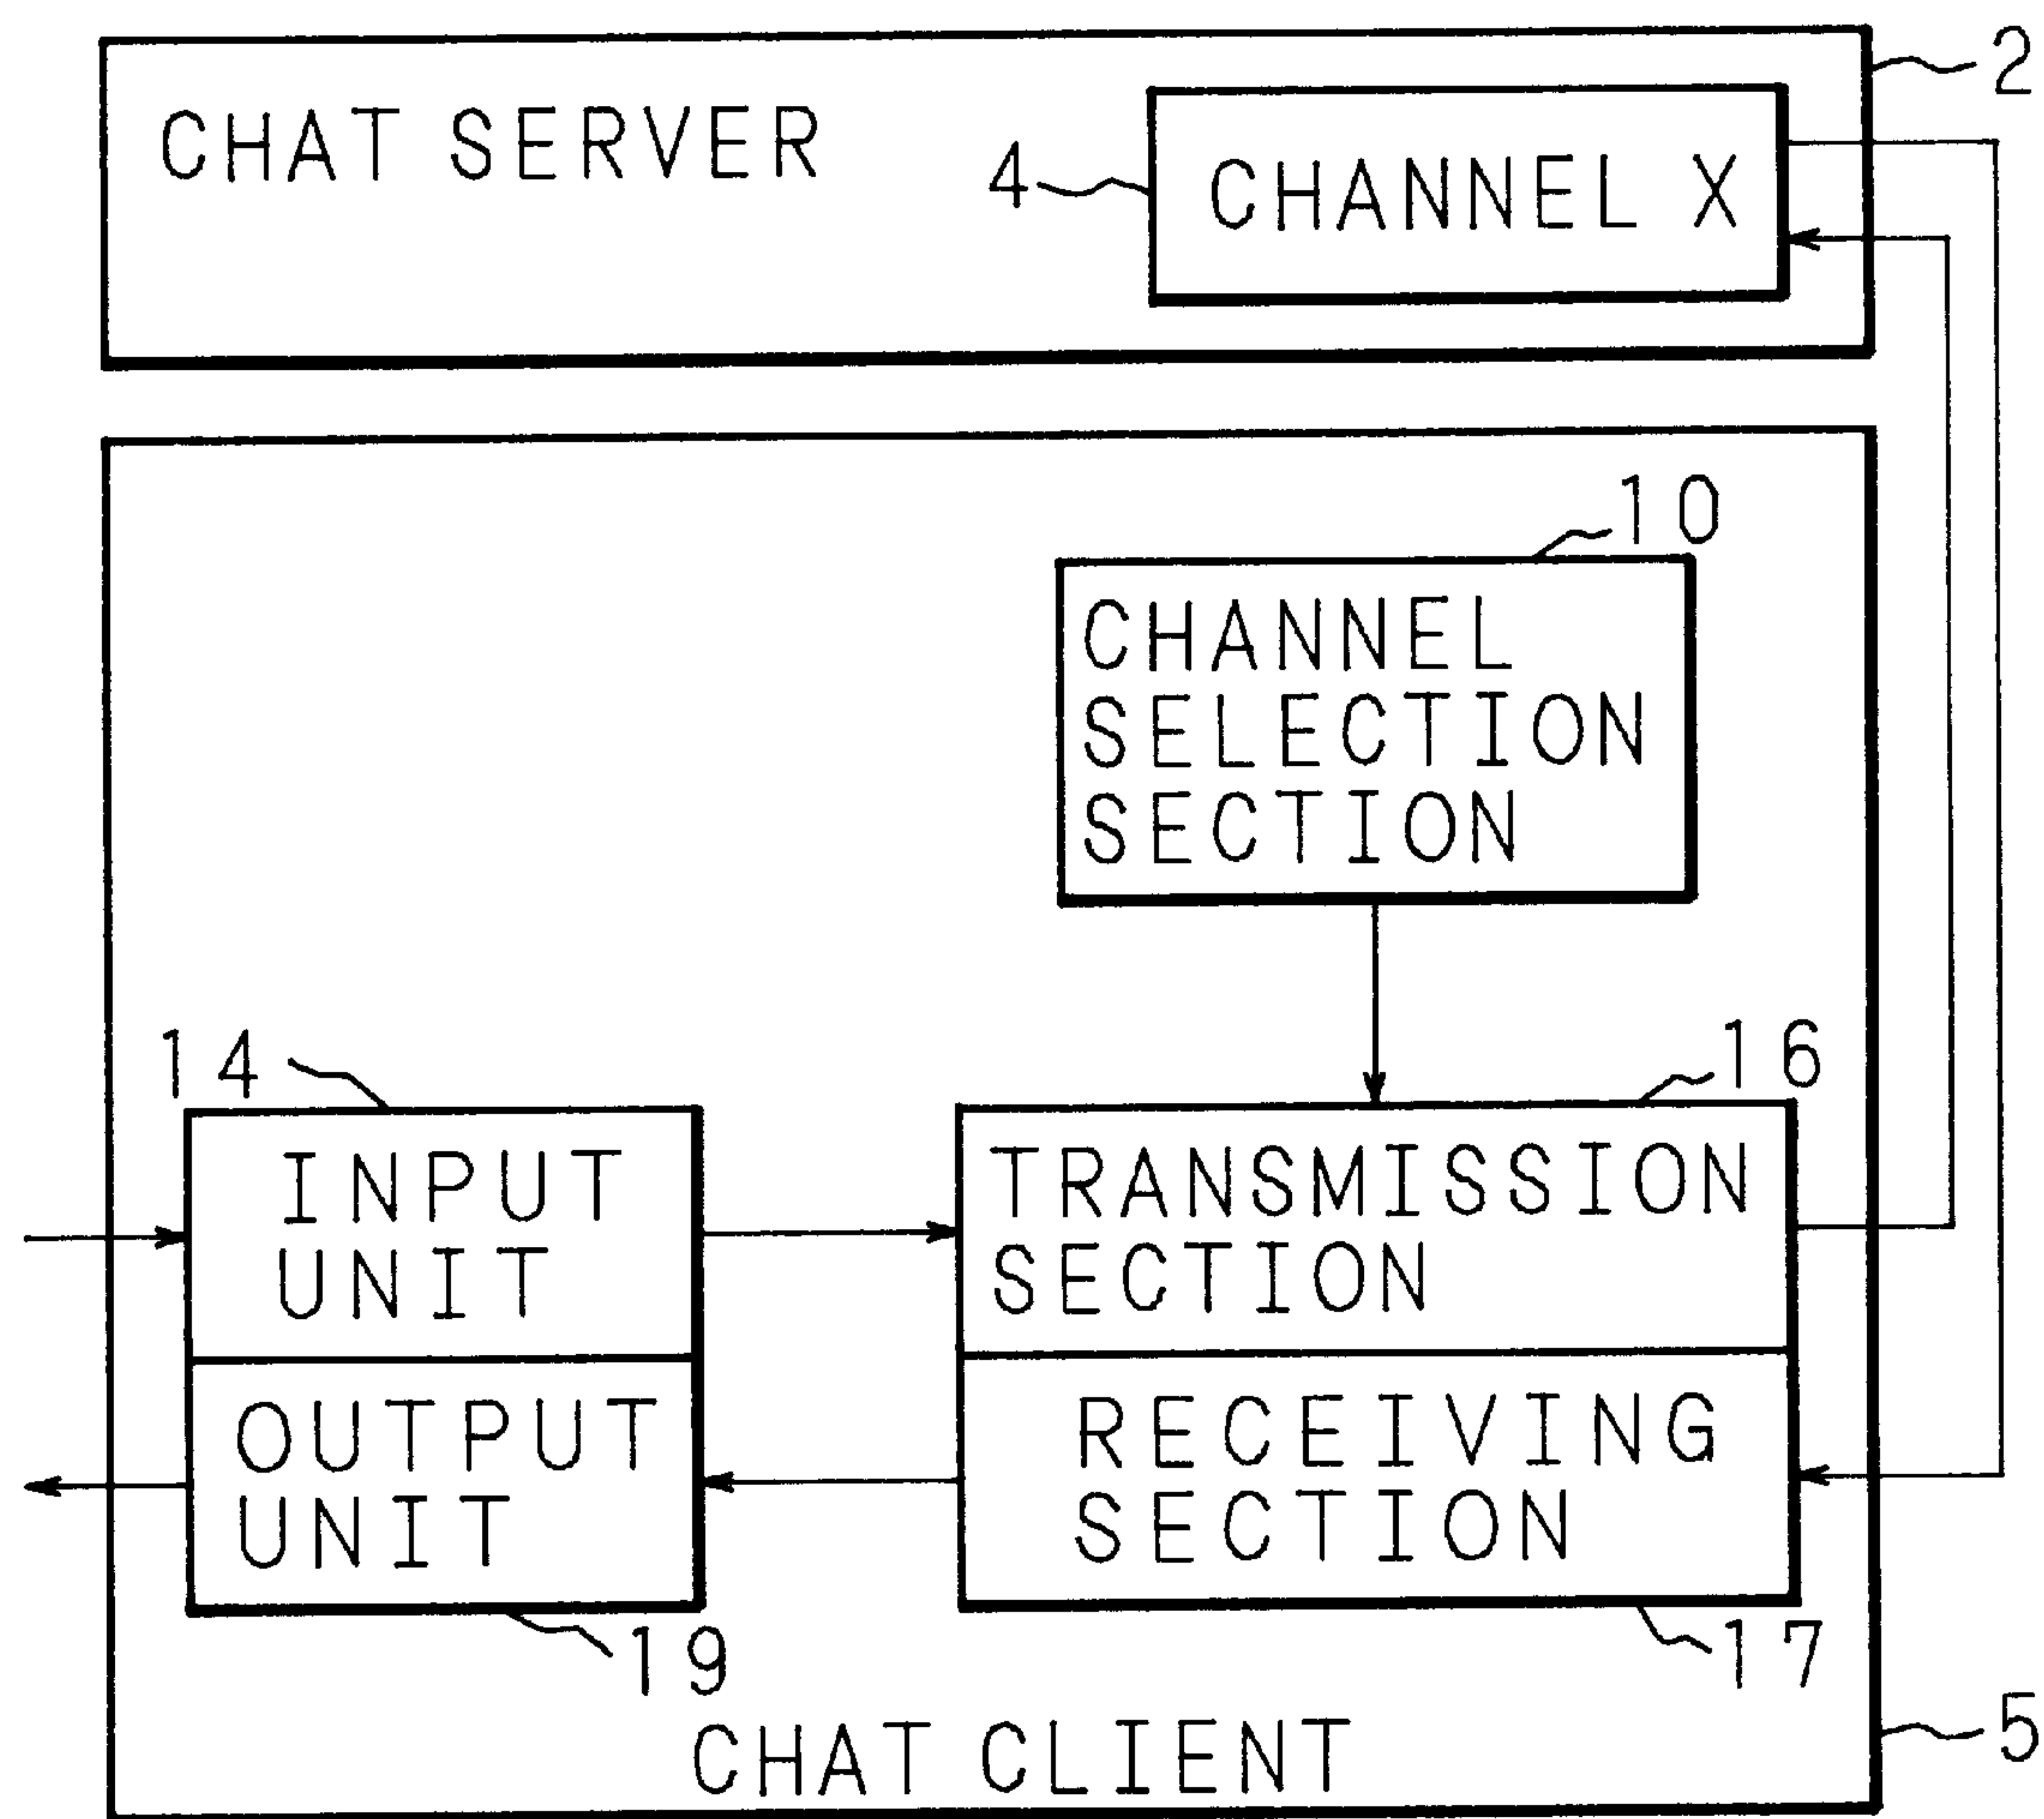 2
CHAT SERVER
4
CHANNEL X
10
CHANNEL
SELECTION
SECTION
14
16
INPUT
UNIT
TRANSMISSION
SECTION
OUTPUT
UNIT
RECEIVING
SECTION
19
17
5
CHAT CLIENT